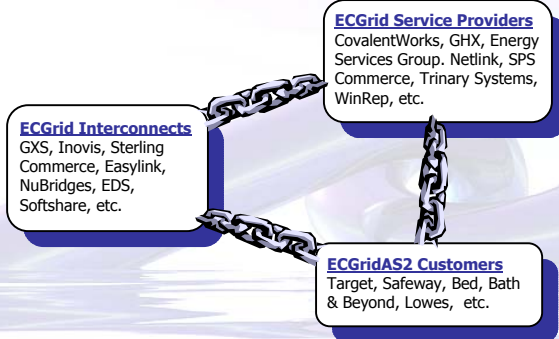 ECGrid Service Providers
CovalentWorks, GHX, Energy
Services Group. Netlink, SPS
Commerce, Trinary Systems,
WinRep, etc.
ECGrid Interconnects
GXS, Inovis, Sterling
Commerce, Easylink,
NuBridges, EDS,
Softshare, etc.
ECGridAS2 Customers
Target, Safeway, Bed, Bath
& Beyond, Lowes, etc.